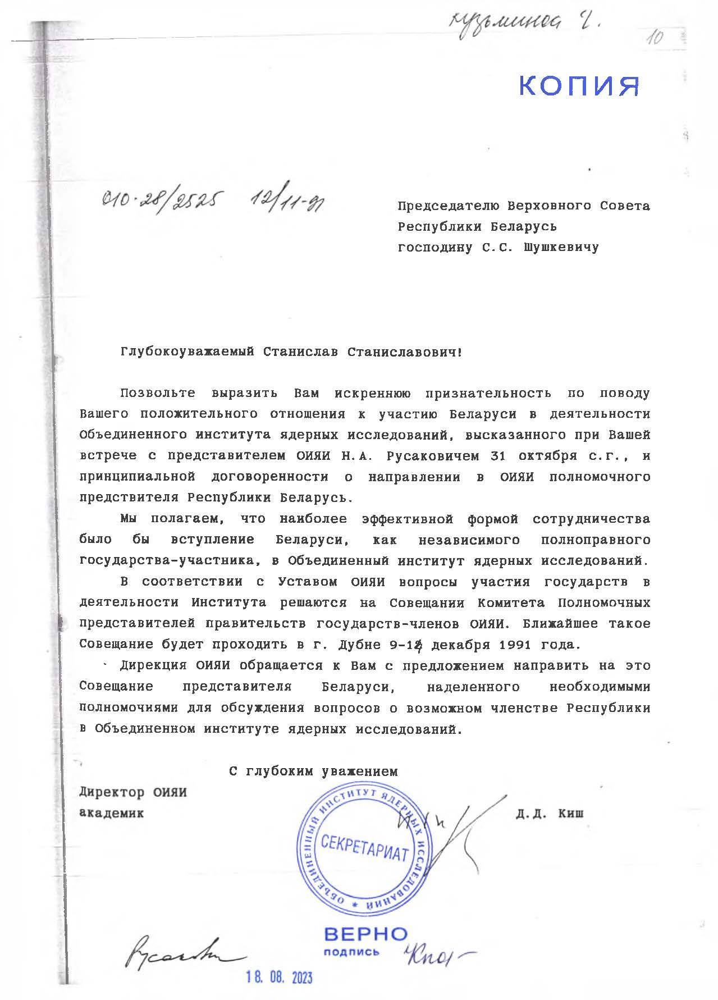 Кузьминой
10
КОПИЯ
010-28/2525 12/11-91
Председателю Верховного Совета
Республики Беларусь
господину С.С. Шушкевичу
Глубокоуважаемый Станислав Станиславович!
Позвольте выразить Вам искреннюю признательность по поводу
Вашего положительного отношения к участию Беларуси в деятельности
Объединенного института ядерных исследований, высказанного при Вашей
встрече с представителем ОИЯИ Н.А. Русаковичем 31 октября с.г., и
принципиальной договоренности о направлении в ОИЯИ полномочного
предствителя Республики Беларусь.
Мы полагаем, что наиболее эффективной формой сотрудничества
было бы вступление Беларуси, как независимого полноправного
государства-участника, в Объединенный институт ядерных исследований.
В соответствии с Уставом ОИЯИ вопросы участия государств в
деятельности Института решаются на Совещании Комитета Полномочных
представителей правительств государств-членов ОИЯИ. Ближайшее такое
Совещание будет проходить в г. Дубне декабря 1991 года.
Дирекция ОИЯИ обращается к Вам с предложением направить на это
Совещание представителя Беларуси, наделенного необходимыми
полномочиями для обсуждения вопросов о возможном членстве Республики
в Объединенном институте ядерных исследований.
С глубоким уважением
Директор ОИЯИ
академик Д.Д. Киш
ОБЪЕДИНЕННЫЙ ИНСТИТУТ ЯДЕРНЫХ ИССЛЕДОВАНИЙ *
СЕКРЕТАРИАТ
ВЕРНО
подпись
18. 08. 2023